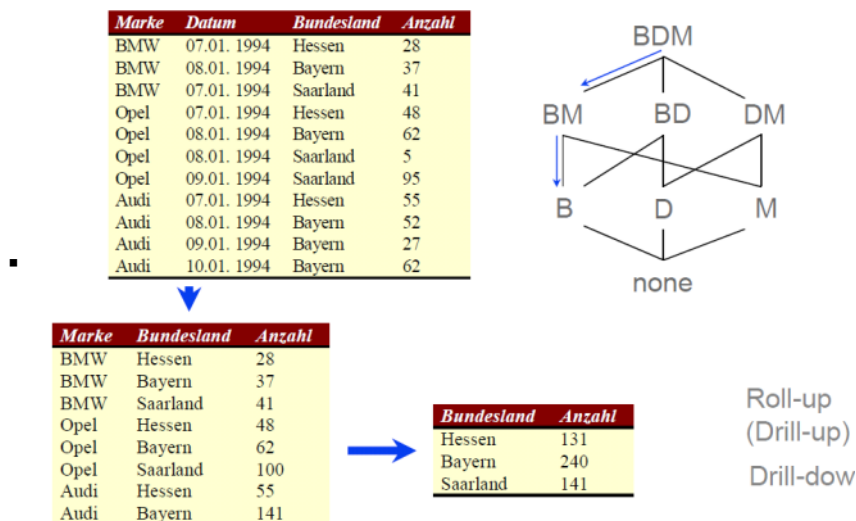 Marke Datum Bundesland Anzahl
BMW 07.01. 1994 Hessen 28
BMW 08.01. 1994 Bayern 37
BMW 07.01. 1994 Saarland 41
Opel 07.01. 1994 Hessen 48
Opel 08.01. 1994 Bayern 62
Opel 08.01. 1994 Saarland 5
Opel 09.01. 1994 Saarland 95
Audi 07.01. 1994 Hessen 55
Audi 08.01. 1994 Bayern 52
Audi 09.01. 1994 Bayern 27
Audi 10.01. 1994 Bayern 62
BDM
BM BD DM
B D M
none
Marke Bundesland Anzahl
BMW Hessen 28
BMW Bayern 37
BMW Saarland 41
Opel Hessen 48
Opel Bayern 62
Opel Saarland 100
Audi Hessen 55
Audi Bayern 141
Bundesland Anzahl
Hessen 131
Bayern 240
Saarland 141
Roll-up
(Drill-up)
Drill-dow